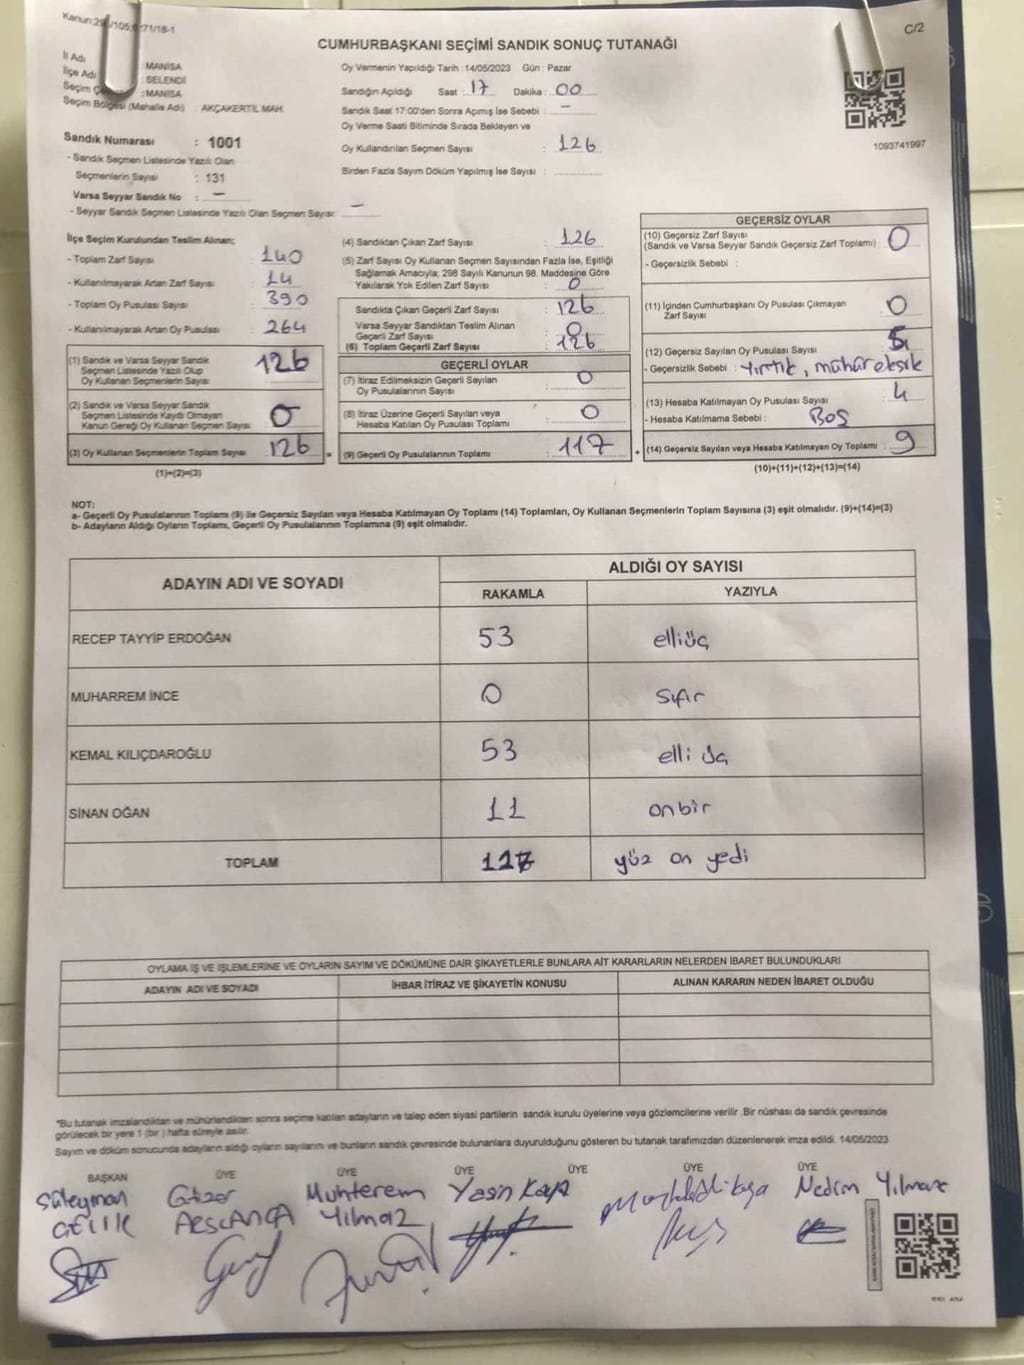 C/2
CUMHURBAŞKANI SEÇİMİ SANDIK SONUÇ TUTANAĞI
İl Adı : MANİSA
İlçe Adı : SELENDİ
Seçim : MANİSA
Seçim Bölgesi (Mahalle Adı) : AKÇAKERTİL MAH.
Sandık Numarası : 1001
- Sandık Seçmen Listesinde Yazılı Olan
Seçmenlerin Sayısı : 131
Varsa Seyyar Sandık No : -
- Seyyar Sandık Seçmen Listesinde Yazılı Olan Seçmen Sayısı: -
Oy Vermenin Yapıldığı Tarih : 14/05/2023 Gün : Pazar
Sandığın Açıldığı Saat : 17 Dakika : 00
Sandık Saat 17:00'den Sonra Açımış İse Sebebi : -
Oy Verme Saati Bitiminde Sırada Bekleyen ve
Oy Kullandırılan Seçmen Sayısı : 126
Birden Fazla Sayım Döküm Yapılmış İse Sayısı :
1093741997
İlçe Seçim Kurulundan Teslim Alınan;
- Toplam Zarf Sayısı : 140
- Kullanılmayarak Artan Zarf Sayısı : 14
- Toplam Oy Pusulası Sayısı : 390
- Kullanılmayarak Artan Oy Pusulası : 264
(1) Sandık ve Varsa Seyyar Sandık
Seçmen Listesinde Yazılı Olup
Oy Kullanan Seçmenlerin Sayısı
126
(2) Sandık ve Varsa Seyyar Sandık
Seçmen Listesinde Kayıtlı Olmayan
Kanun Gereği Oy Kullanan Seçmen Sayısı
0
(3) Oy Kullanan Seçmenlerin Toplam Sayısı 126
(1)+(2)=(3)
(4) Sandıktan Çıkan Zarf Sayısı : 126
(5) Zarf Sayısı Oy Kullanan Seçmen Sayısından Fazla İse, Eşitliği
Sağlamak Amacıyla; 298 Sayılı Kanunun 98. Maddesine Göre
Yakılarak Yok Edilen Zarf Sayısı : 0
Sandıkta Çıkan Geçerli Zarf Sayısı : 126
Varsa Seyyar Sandıktan Teslim Alınan
Geçerli Zarf Sayısı : 0
(6) Toplam Geçerli Zarf Sayısı : 126
GEÇERLİ OYLAR
(7) İtiraz Edilmeksizin Geçerli Sayılan
Oy Pusulalarının Sayısı : 0
(8) İtiraz Üzerine Geçerli Sayılan veya
Hesaba Katılan Oy Pusulası Toplamı : 0
= (9) Geçerli Oy Pusulalarının Toplamı : 117
GEÇERSİZ OYLAR
(10) Geçersiz Zarf Sayısı
(Sandık ve Varsa Seyyar Sandık Geçersiz Zarf Toplamı) : 0
- Geçersizlik Sebebi :
(11) İçinden Cumhurbaşkanı Oy Pusulası Çıkmayan
Zarf Sayısı : 0
(12) Geçersiz Sayılan Oy Pusulası Sayısı : 5
- Geçersizlik Sebebi : Yırtık, mühüreksik
(13) Hesaba Katılmayan Oy Pusulası Sayısı : 4
- Hesaba Katılmama Sebebi : Boş
+ (14) Geçersiz Sayılan veya Hesaba Katılmayan Oy Toplamı : 9
(10)+(11)+(12)+(13)=(14)
NOT:
a- Geçerli Oy Pusulalarının Toplamı (9) ile Geçersiz Sayılan veya Hesaba Katılmayan Oy Toplamı (14) Toplamları, Oy Kullanan Seçmenlerin Toplam Sayısına (3) eşit olmalıdır. (9)+(14)=(3)
b- Adayların Aldığı Oyların Toplamı, Geçerli Oy Pusulalarının Toplamına (9) eşit olmalıdır.
ADAYIN ADI VE SOYADI ALDIĞI OY SAYISI
RAKAMLA YAZIYLA
RECEP TAYYİP ERDOĞAN 53 elliüç
MUHARREM İNCE 0 sıfır
KEMAL KILIÇDAROĞLU 53 elli üç
SİNAN OĞAN 11 onbir
TOPLAM 117 yüz on yedi
OYLAMA İŞ VE İŞLEMLERİNE VE OYLARIN SAYIM VE DÖKÜMÜNE DAİR ŞİKAYETLERLE BUNLARA AİT KARARLARIN NELERDEN İBARET BULUNDUKLARI
ADAYIN ADI VE SOYADI İHBAR İTİRAZ VE ŞİKAYETİN KONUSU ALINAN KARARIN NEDEN İBARET OLDUĞU
*Bu tutanak imzalandıktan ve mühürlendikten sonra seçime katılan adayların ve talep eden siyasi partilerin sandık kurulu üyelerine veya gözlemcilerine verilir. Bir nüshası da sandık çevresinde
görülecek bir yere 1 (bir) hafta süreyle asılır.
Sayım ve döküm sonucunda adayların aldığı oyların sayılarını ve bunların sandık çevresinde bulunanlara duyurulduğunu gösteren bu tutanak tarafımızdan düzenlenerek imza edildi. 14/05/2023
BAŞKAN ÜYE ÜYE ÜYE ÜYE ÜYE ÜYE
Süleyman Muhterem Yasin Kaya Nedim Yılmaz
Yılmaz